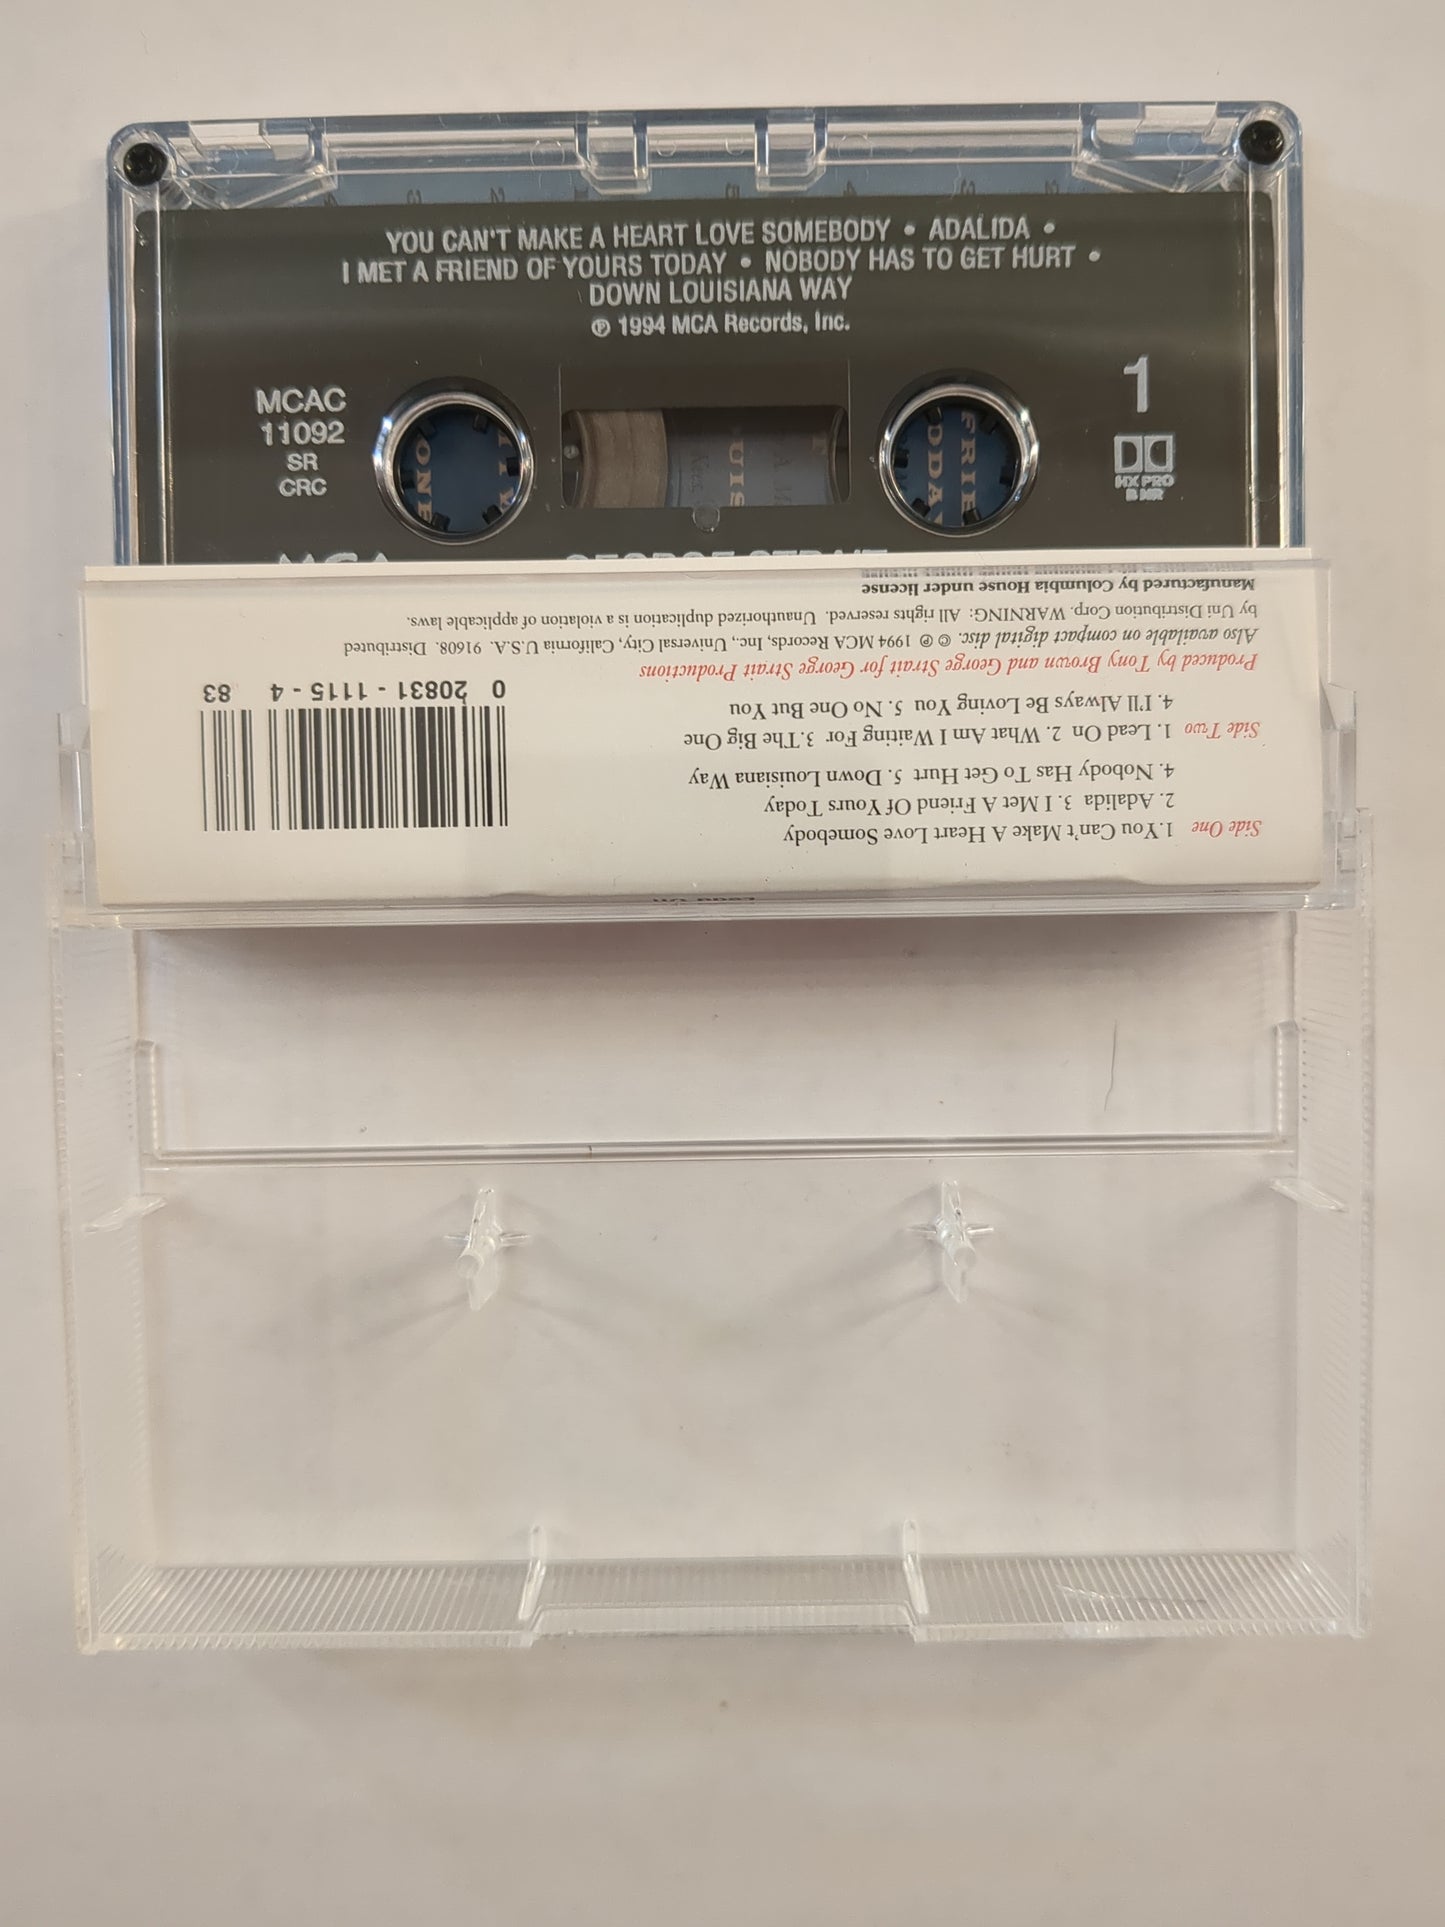 YOU CAN'T MAKE A HEART LOVE SOMEBODY • ADALIDA •
I MET A FRIEND OF YOURS TODAY • NOBODY HAS TO GET HURT •
DOWN LOUISIANA WAY
℗ 1994 MCA Records, Inc.
MCAC
11092
SR
CRC
1
HX PRO
B NR
MCA
GEORGE STRAIT
Side One 1. You Can't Make A Heart Love Somebody
2. Adalida 3. I Met A Friend Of Yours Today
4. Nobody Has To Get Hurt 5. Down Louisiana Way
Side Two 1. Lead On 2. What Am I Waiting For 3. The Big One
4. I'll Always Be Loving You 5. No One But You
Produced by Tony Brown and George Strait for George Strait Productions
Also available on compact digital disc. © ℗ 1994 MCA Records, Inc., Universal City, California U.S.A. 91608. Distributed
by Uni Distribution Corp. WARNING: All rights reserved. Unauthorized duplication is a violation of applicable laws.
Manufactured by Columbia House under license
0 20831 - 1115 - 4 83